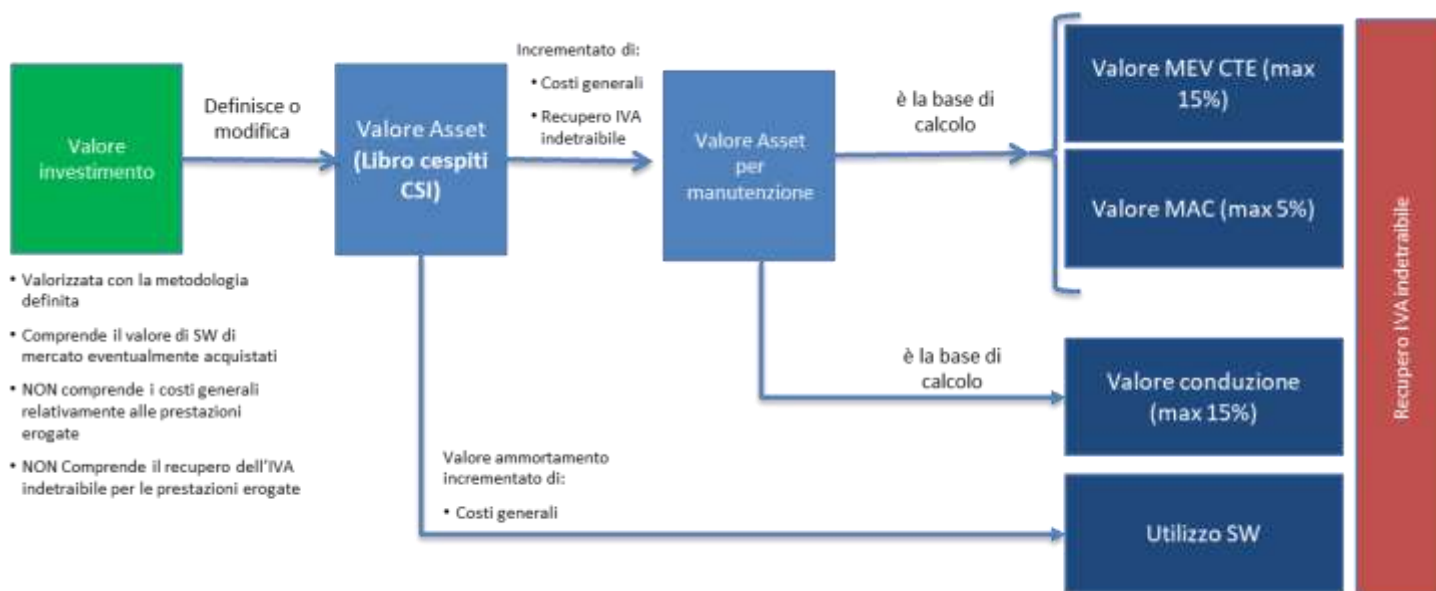 Valore
investimento
• Valorizzata con la metodologia
definita
• Comprende il valore di SW di
mercato eventualmente acquistati
• NON comprende i costi generali
relativamente alle prestazioni
erogate
• NON Comprende il recupero dell'IVA
indetraibile per le prestazioni erogate
Definisce o
modifica
Valore Asset
(Libro cespiti
CSI)
Incrementato di:
• Costi generali
• Recupero IVA
indetraibile
Valore Asset
per
manutenzione
è la base di
calcolo
Valore MEV CTE (max
15%)
Valore MAC (max 5%)
è la base di
calcolo
Valore conduzione
(max 15%)
Valore ammortamento
incrementato di:
• Costi generali
Utilizzo SW
Recupero IVA indetraibile